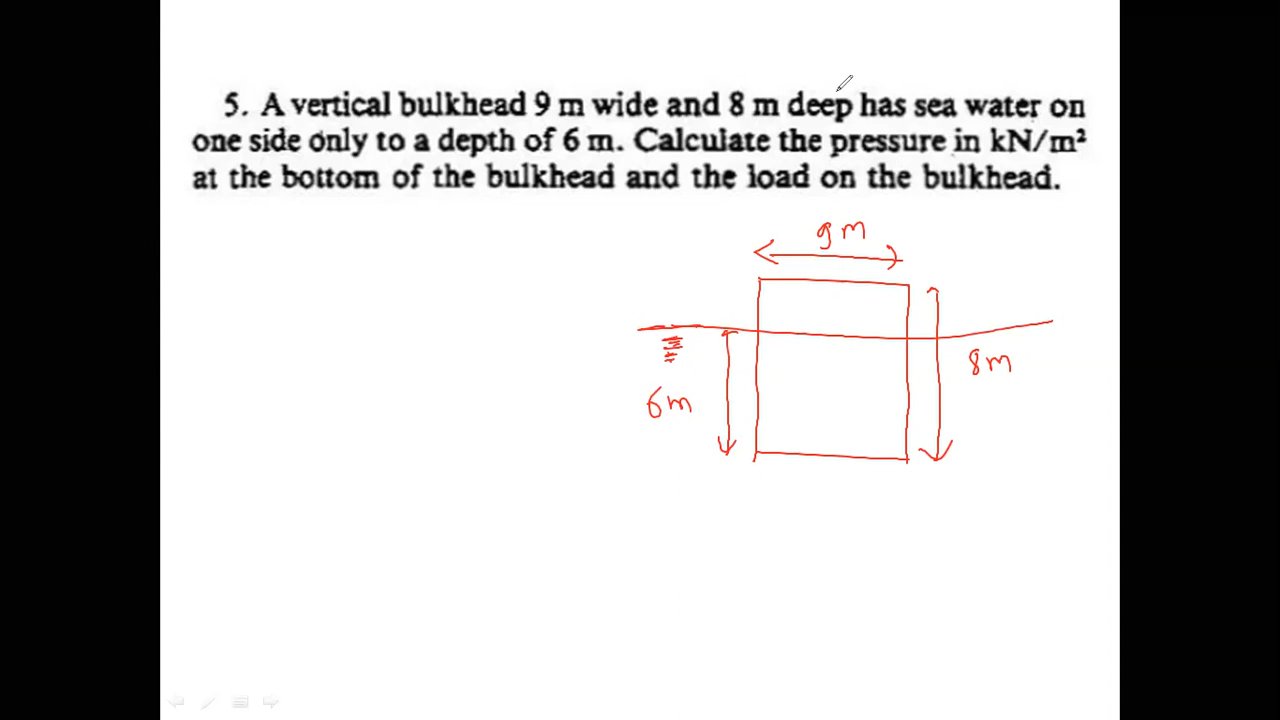 5. A vertical bulkhead 9 m wide and 8 m deep has sea water on
one side only to a depth of 6 m. Calculate the pressure in kN/m²
at the bottom of the bulkhead and the load on the bulkhead.
9 m
8m
6m